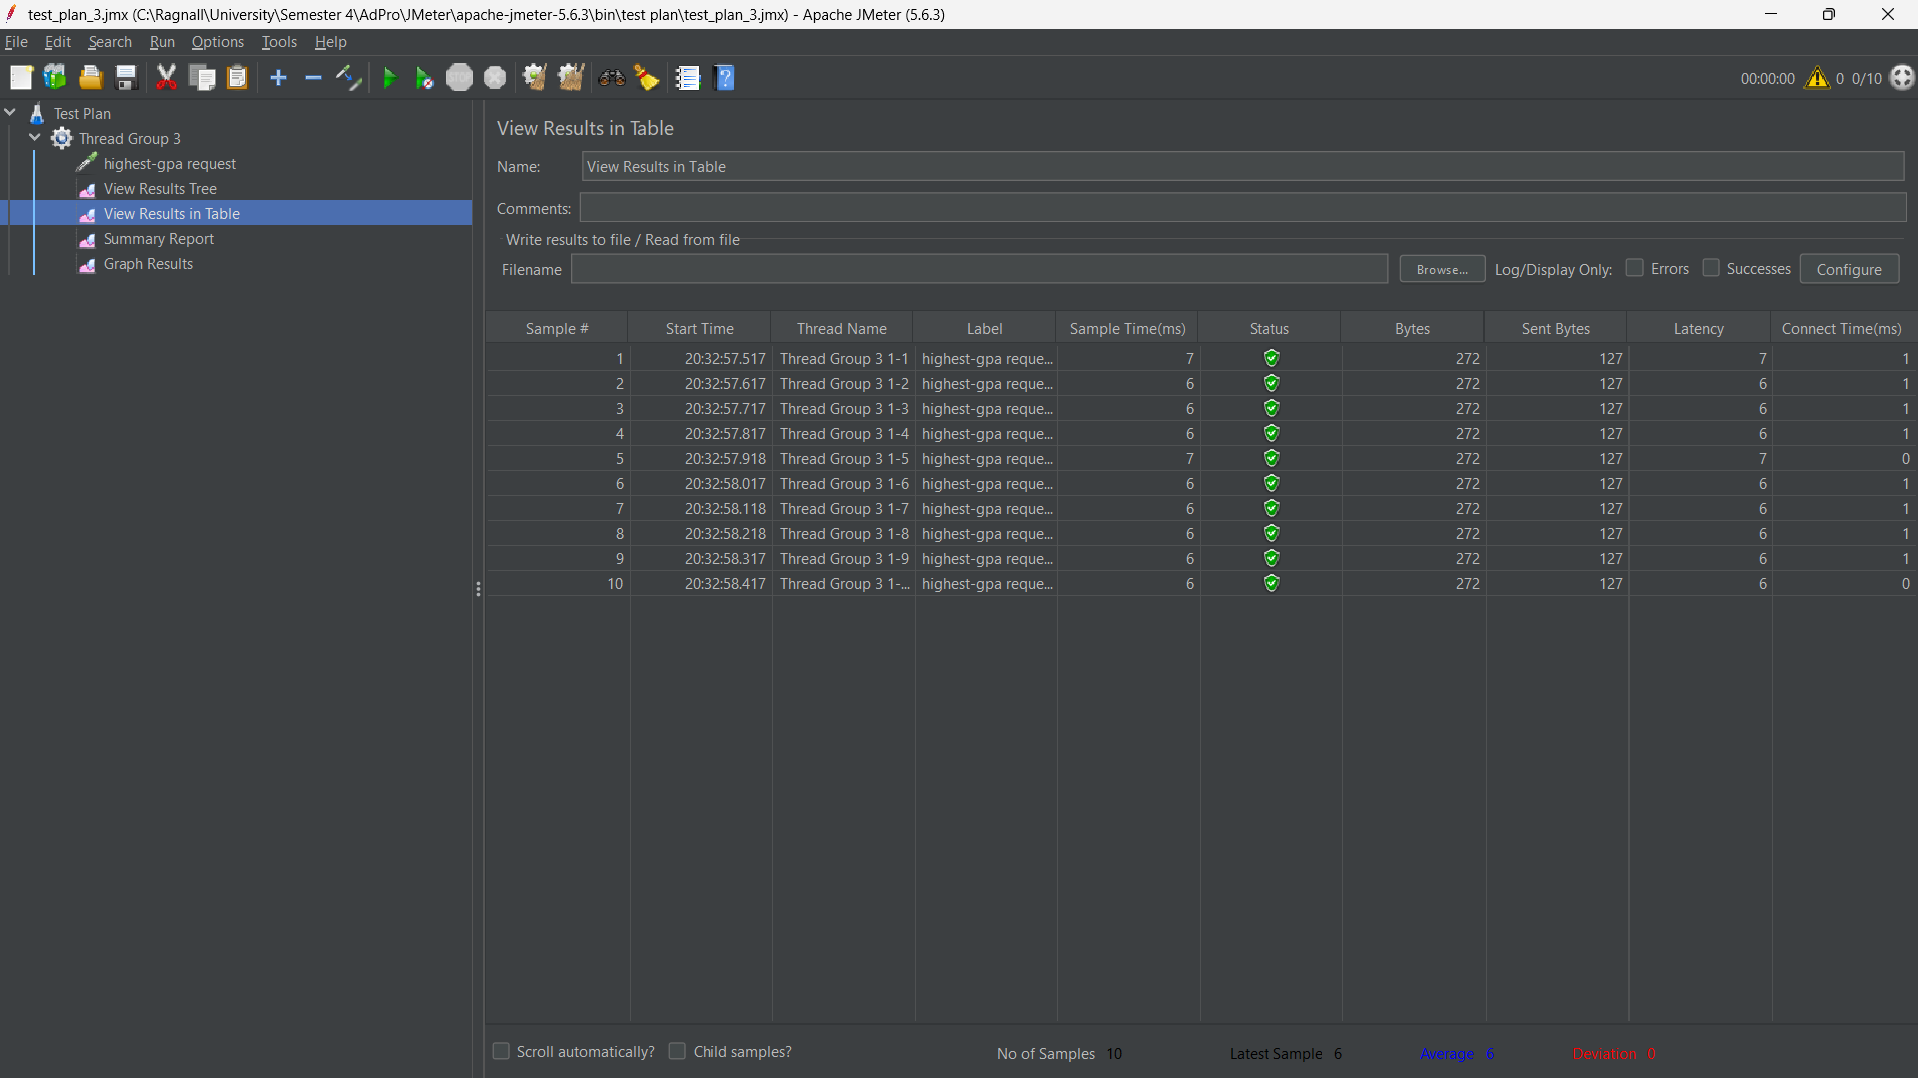 test_plan_3.jmx (C:\Ragnall\University\Semester 4\AdPro\JMeter\apache-jmeter-5.6.3\bin\test plan\test_plan_3.jmx) - Apache JMeter (5.6.3)
File Edit Search Run Options Tools Help
STOP 00:00:00 0 0/10
Test Plan
Thread Group 3
highest-gpa request
View Results Tree
View Results in Table
Summary Report
Graph Results
View Results in Table
Name: View Results in Table
Comments:
Write results to file / Read from file
Filename Browse... Log/Display Only: Errors Successes Configure
Sample # Start Time Thread Name Label Sample Time(ms) Status Bytes Sent Bytes Latency Connect Time(ms)
1 20:32:57.517 Thread Group 3 1-1 highest-gpa reque... 7 272 127 7 1
2 20:32:57.617 Thread Group 3 1-2 highest-gpa reque... 6 272 127 6 1
3 20:32:57.717 Thread Group 3 1-3 highest-gpa reque... 6 272 127 6 1
4 20:32:57.817 Thread Group 3 1-4 highest-gpa reque... 6 272 127 6 1
5 20:32:57.918 Thread Group 3 1-5 highest-gpa reque... 7 272 127 7 0
6 20:32:58.017 Thread Group 3 1-6 highest-gpa reque... 6 272 127 6 1
7 20:32:58.118 Thread Group 3 1-7 highest-gpa reque... 6 272 127 6 1
8 20:32:58.218 Thread Group 3 1-8 highest-gpa reque... 6 272 127 6 1
9 20:32:58.317 Thread Group 3 1-9 highest-gpa reque... 6 272 127 6 1
10 20:32:58.417 Thread Group 3 1-... highest-gpa reque... 6 272 127 6 0
Scroll automatically? Child samples? No of Samples 10 Latest Sample 6 Average 6 Deviation 0